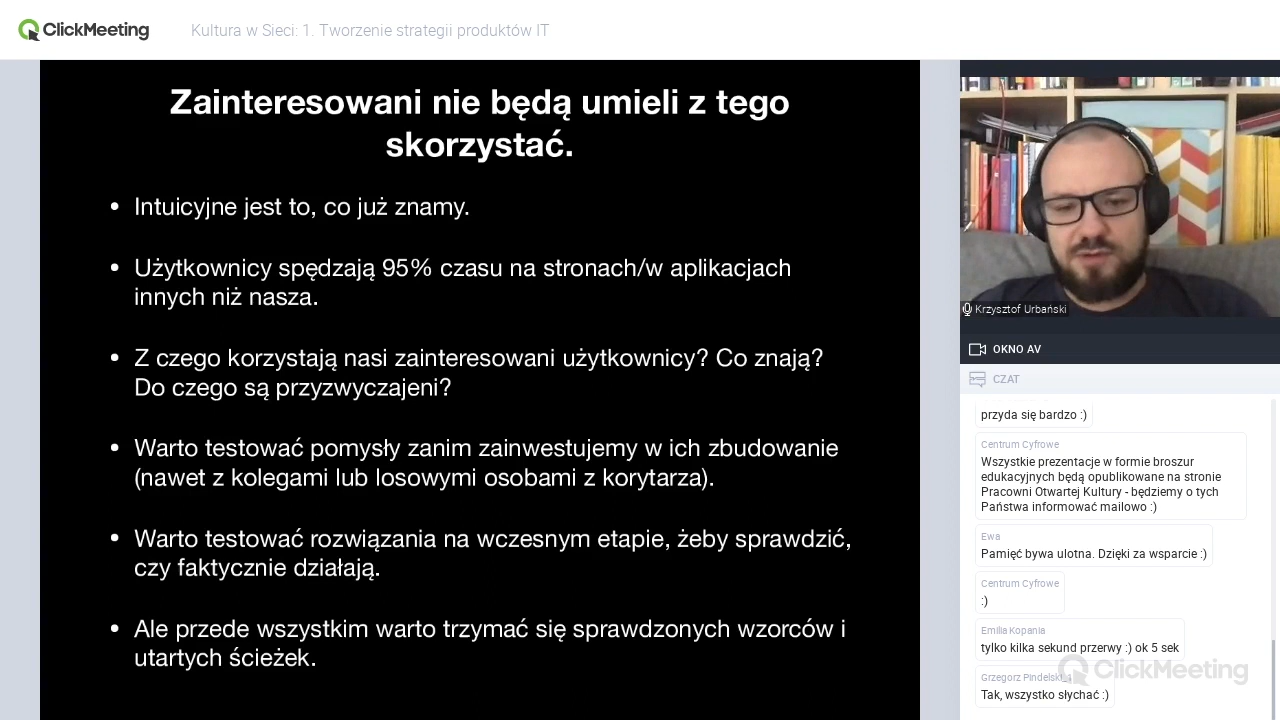 ClickMeeting
Kultura w Sieci: 1. Tworzenie strategii produktów IT
Zainteresowani nie będą umieli z tego
skorzystać.
• Intuicyjne jest to, co już znamy.
• Użytkownicy spędzają 95% czasu na stronach/w aplikacjach
innych niż nasza.
• Z czego korzystają nasi zainteresowani użytkownicy? Co znają?
Do czego są przyzwyczajeni?
• Warto testować pomysły zanim zainwestujemy w ich zbudowanie
(nawet z kolegami lub losowymi osobami z korytarza).
• Warto testować rozwiązania na wczesnym etapie, żeby sprawdzić,
czy faktycznie działają.
• Ale przede wszystkim warto trzymać się sprawdzonych wzorców i
utartych ścieżek.
Krzysztof Urbański
OKNO AV
CZAT
przyda się bardzo :)
Centrum Cyfrowe
Wszystkie prezentacje w formie broszur
edukacyjnych będą opublikowane na stronie
Pracowni Otwartej Kultury - będziemy o tych
Państwa informować mailowo :)
Ewa
Pamięć bywa ulotna. Dzięki za wsparcie :)
Centrum Cyfrowe
:)
Emilia Kopania
tylko kilka sekund przerwy :) ok 5 sek
Grzegorz Pindelski_1
Tak, wszystko słychać :)
ClickMeeting